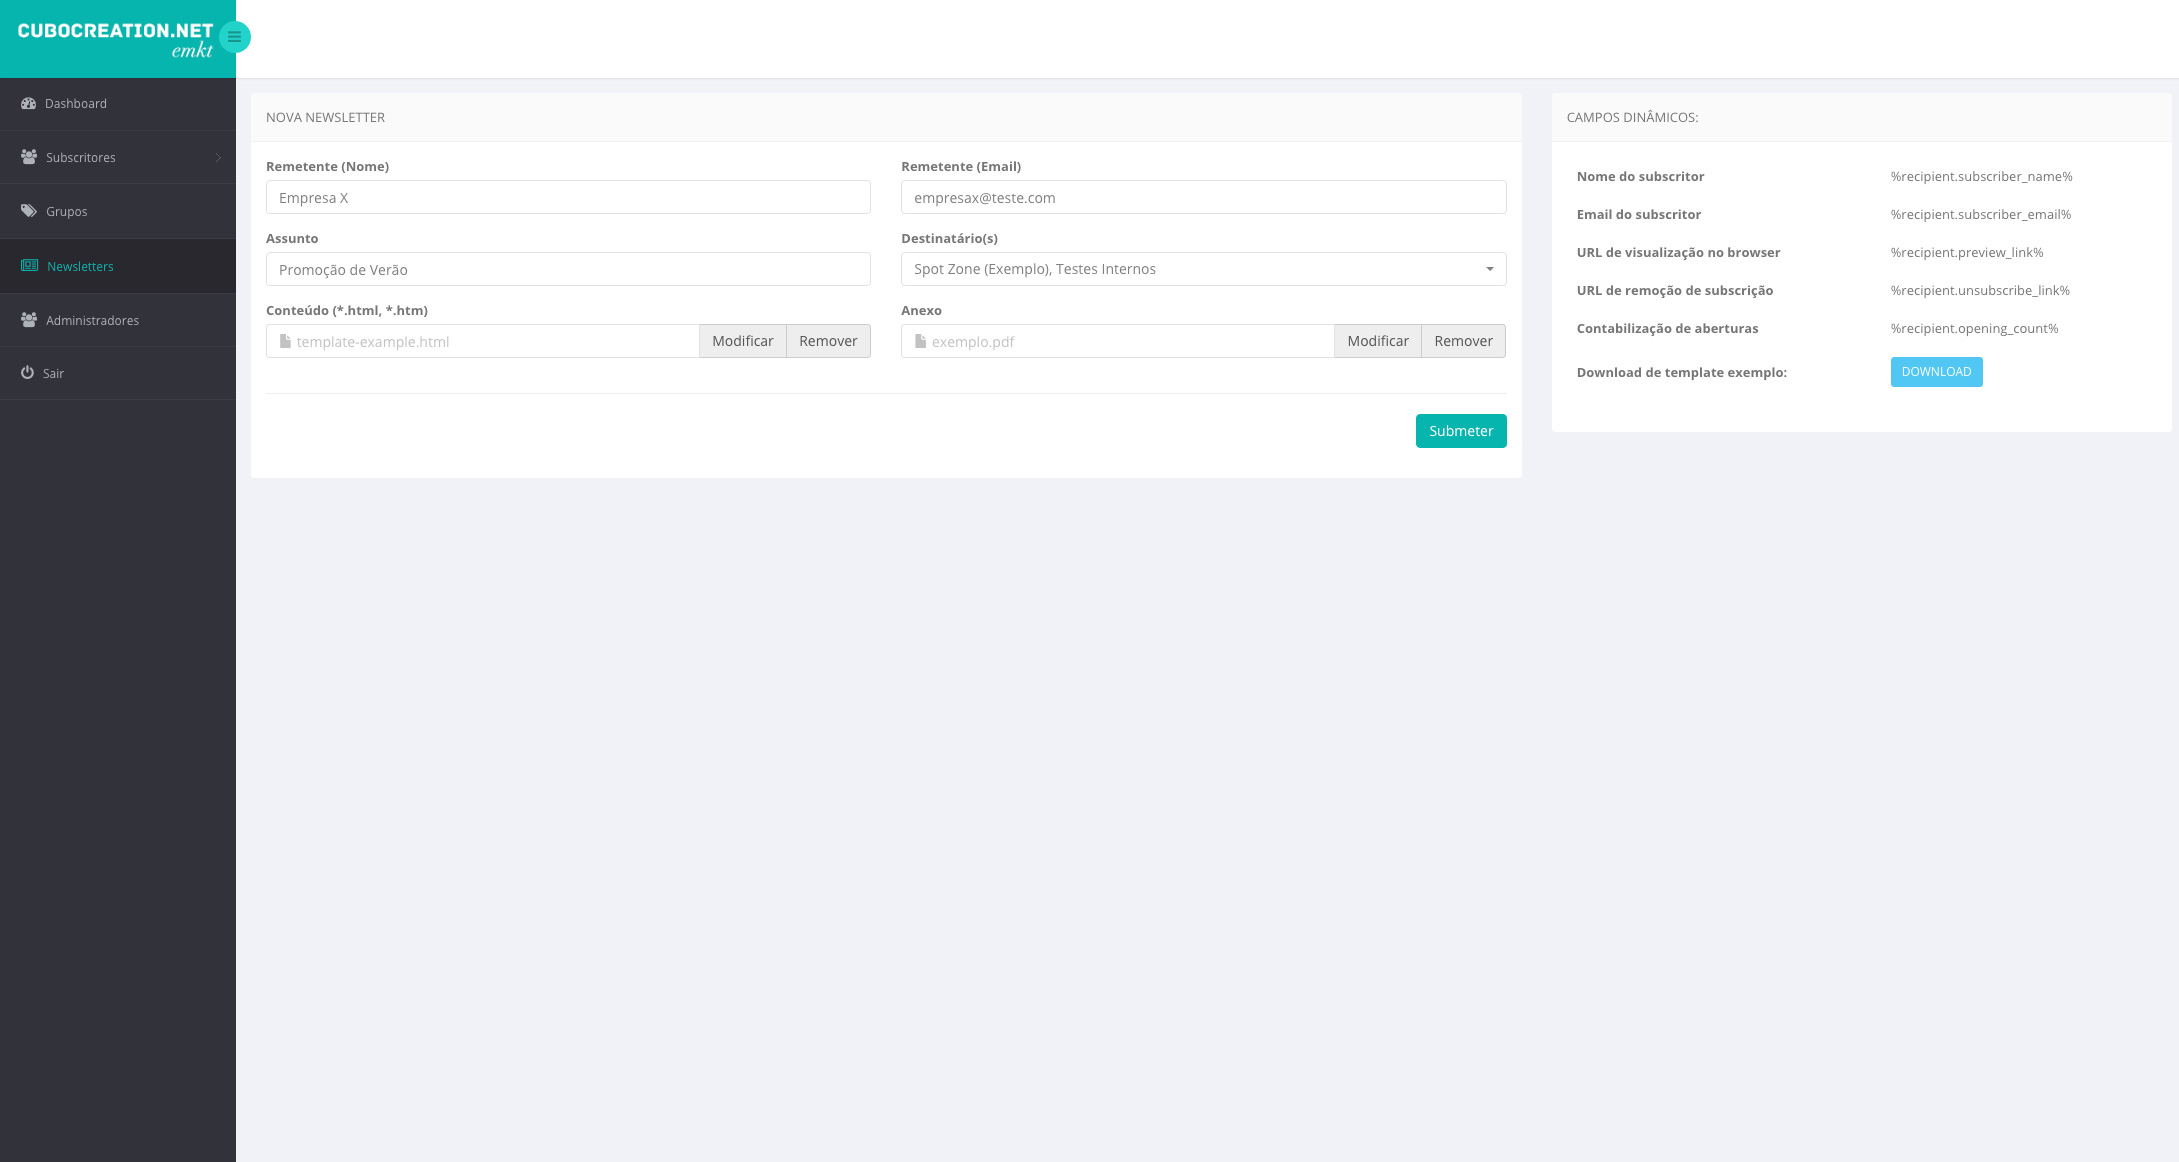 CUBOCREATION.NET
emkt
Dashboard
Subscritores
Grupos
Newsletters
Administradores
Sair
NOVA NEWSLETTER
Remetente (Nome)
Empresa X
Remetente (Email)
empresax@teste.com
Assunto
Promoção de Verão
Destinatário(s)
Spot Zone (Exemplo), Testes Internos
Conteúdo (*.html, *.htm)
template-example.html Modificar Remover
Anexo
exemplo.pdf Modificar Remover
Submeter
CAMPOS DINÂMICOS:
Nome do subscritor %recipient.subscriber_name%
Email do subscritor %recipient.subscriber_email%
URL de visualização no browser %recipient.preview_link%
URL de remoção de subscrição %recipient.unsubscribe_link%
Contabilização de aberturas %recipient.opening_count%
Download de template exemplo: DOWNLOAD